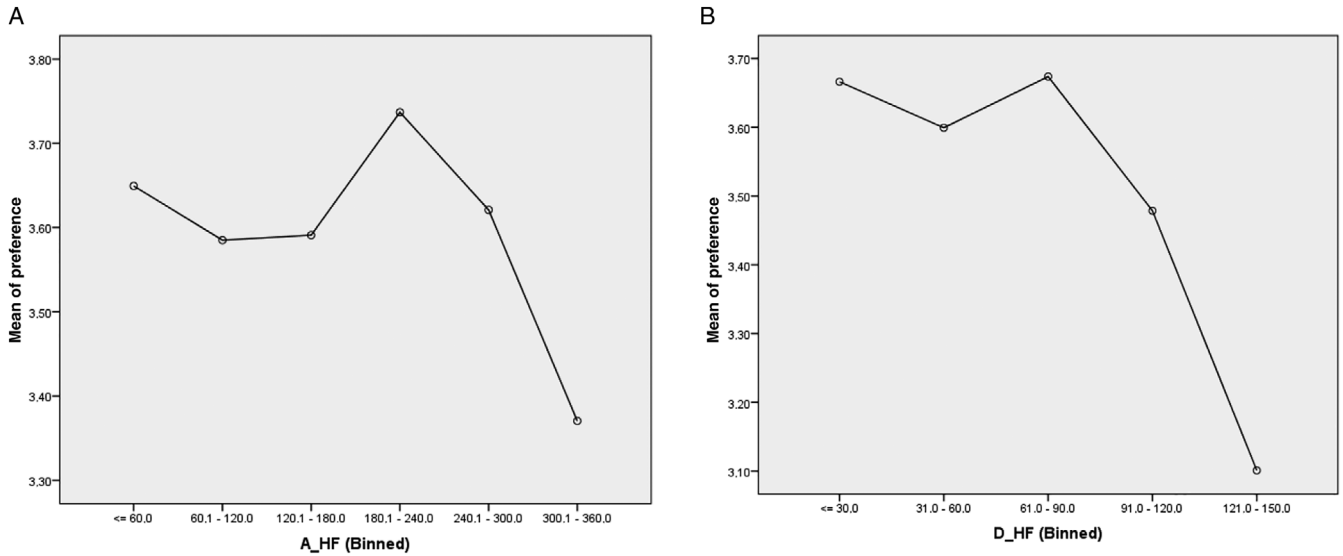 A
Mean of preference
3.80
3.70
3.60
3.50
3.40
3.30
<= 60.0 60.1 - 120.0 120.1 - 180.0 180.1 - 240.0 240.1 - 300.0 300.1 - 360.0
A_HF (Binned)
B
Mean of preference
3.70
3.60
3.50
3.40
3.30
3.20
3.10
<= 30.0 31.0 - 60.0 61.0 - 90.0 91.0 - 120.0 121.0 - 150.0
D_HF (Binned)